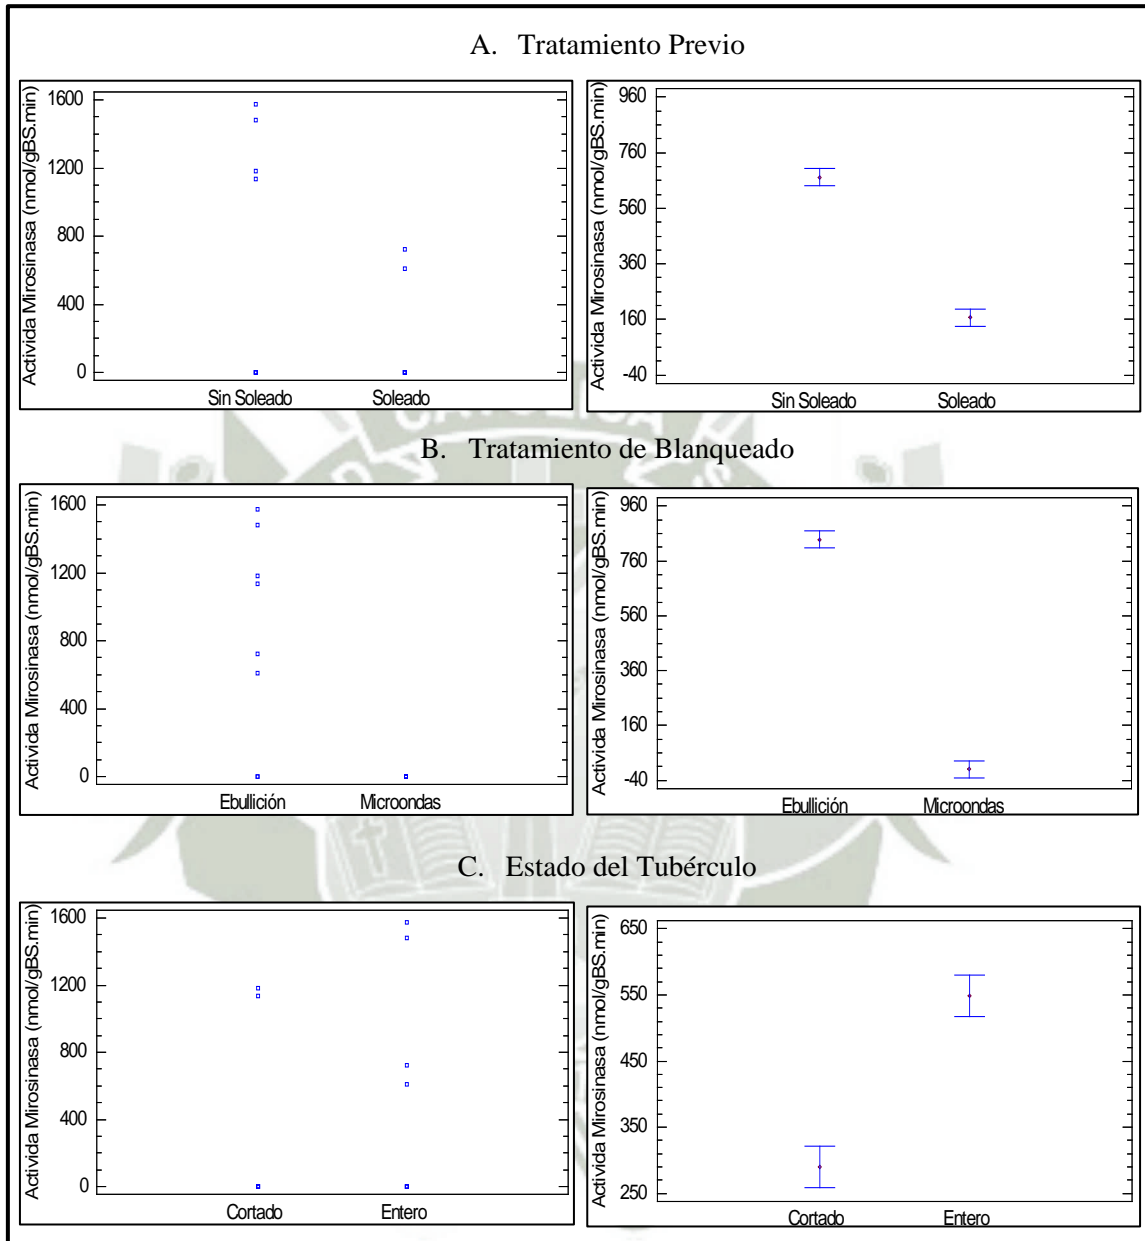 A. Tratamiento Previo
Activida Mirosinasa (nmol/gBS.min)
1600
1200
800
400
0
Sin Soleado Soleado
Activida Mirosinasa (nmol/gBS.min)
960
760
560
360
160
-40
Sin Soleado Soleado
CATOLICA
B. Tratamiento de Blanqueado
Activida Mirosinasa (nmol/gBS.min)
1600
1200
800
400
0
Ebullición Microondas
Activida Mirosinasa (nmol/gBS.min)
960
760
560
360
160
-40
Ebullición Microondas
C. Estado del Tubérculo
Activida Mirosinasa (nmol/gBS.min)
1600
1200
800
400
0
Cortado Entero
Activida Mirosinasa (nmol/gBS.min)
650
550
450
350
250
Cortado Entero